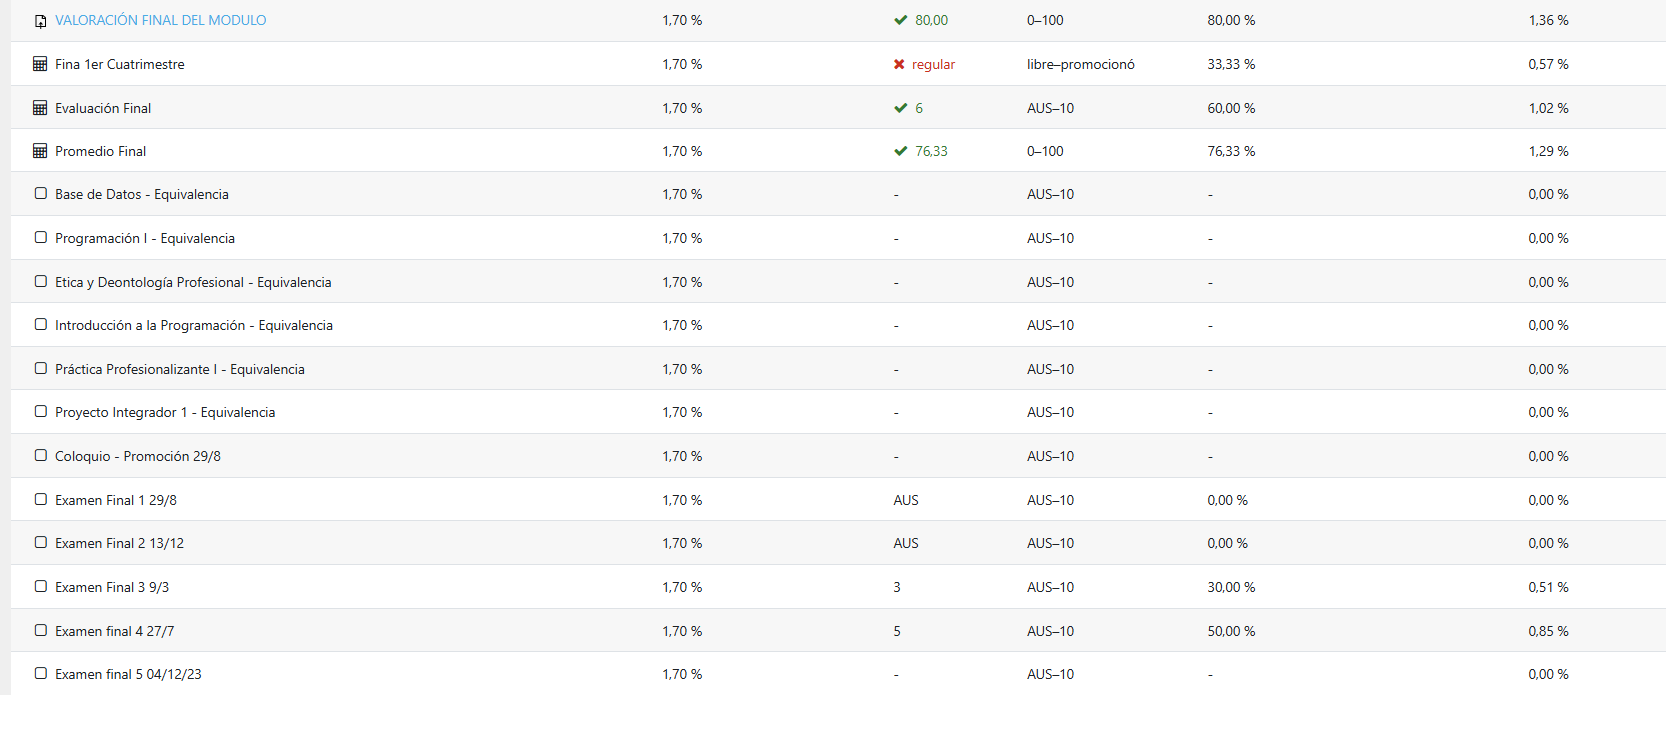 VALORACIÓN FINAL DEL MODULO 1,70 % 80,00 0–100 80,00 % 1,36 %
Fina 1er Cuatrimestre 1,70 % regular libre–promocionó 33,33 % 0,57 %
Evaluación Final 1,70 % 6 AUS–10 60,00 % 1,02 %
Promedio Final 1,70 % 76,33 0–100 76,33 % 1,29 %
Base de Datos - Equivalencia 1,70 % - AUS–10 - 0,00 %
Programación I - Equivalencia 1,70 % - AUS–10 - 0,00 %
Etica y Deontología Profesional - Equivalencia 1,70 % - AUS–10 - 0,00 %
Introducción a la Programación - Equivalencia 1,70 % - AUS–10 - 0,00 %
Práctica Profesionalizante I - Equivalencia 1,70 % - AUS–10 - 0,00 %
Proyecto Integrador 1 - Equivalencia 1,70 % - AUS–10 - 0,00 %
Coloquio - Promoción 29/8 1,70 % - AUS–10 - 0,00 %
Examen Final 1 29/8 1,70 % AUS AUS–10 0,00 % 0,00 %
Examen Final 2 13/12 1,70 % AUS AUS–10 0,00 % 0,00 %
Examen Final 3 9/3 1,70 % 3 AUS–10 30,00 % 0,51 %
Examen final 4 27/7 1,70 % 5 AUS–10 50,00 % 0,85 %
Examen final 5 04/12/23 1,70 % - AUS–10 - 0,00 %